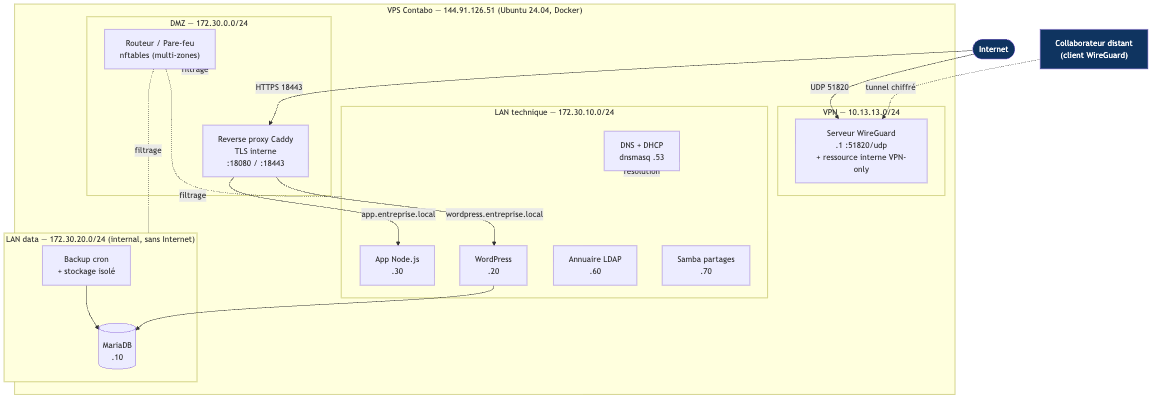 VPS Contabo — 144.91.126.51 (Ubuntu 24.04, Docker)
DMZ — 172.30.0.0/24
Routeur / Pare-feu
nftables (multi-zones)
filtrage
Internet
Collaborateur distant
(client WireGuard)
HTTPS 18443
UDP 51820
tunnel chiffré
LAN technique — 172.30.10.0/24
VPN — 10.13.13.0/24
Reverse proxy Caddy
TLS interne
:18080 / :18443
DNS + DHCP
dnsmasq .53
résolution
Serveur WireGuard
.1 :51820/udp
+ ressource interne VPN-
only
filtrage
filtrage
app.entreprise.local
wordpress.entreprise.local
LAN data — 172.30.20.0/24 (internal, sans Internet)
Backup cron
+ stockage isolé
App Node.js
.30
WordPress
.20
Annuaire LDAP
.60
Samba partages
.70
MariaDB
.10